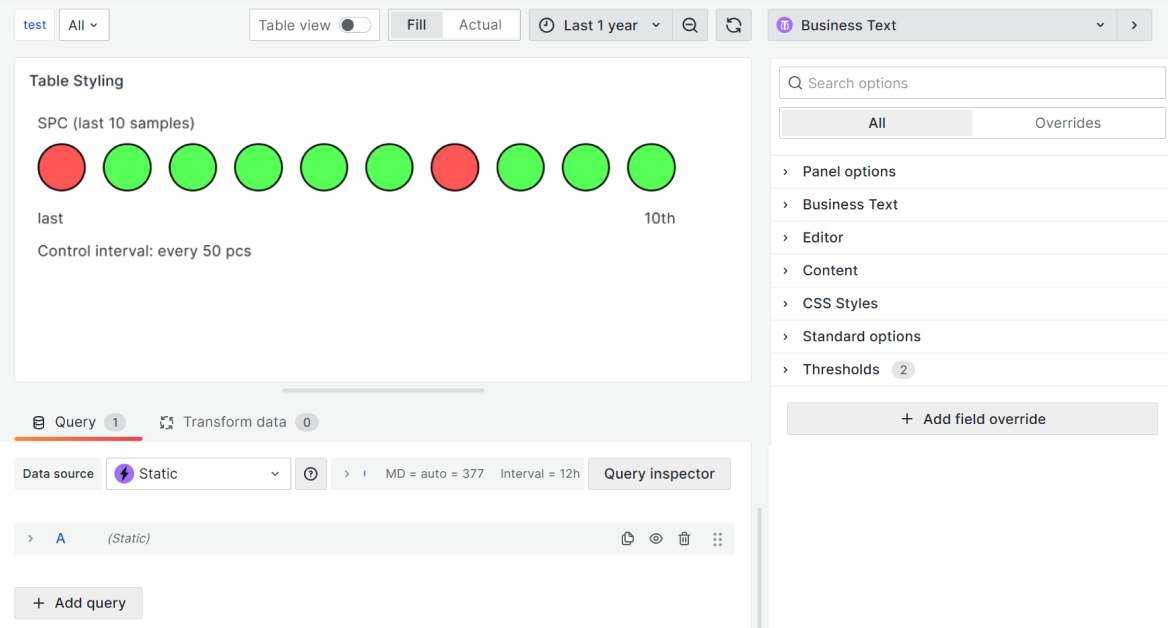 test
All
Table view
Fill
Actual
Last 1 year
Business Text
Table Styling
SPC (last 10 samples)
last
10th
Control interval: every 50 pcs
Search options
All
Overrides
Panel options
Business Text
Editor
Content
CSS Styles
Standard options
Thresholds 2
+ Add field override
Query 1
Transform data 0
Data source
Static
MD = auto = 377
Interval = 12h
Query inspector
A
(Static)
+ Add query